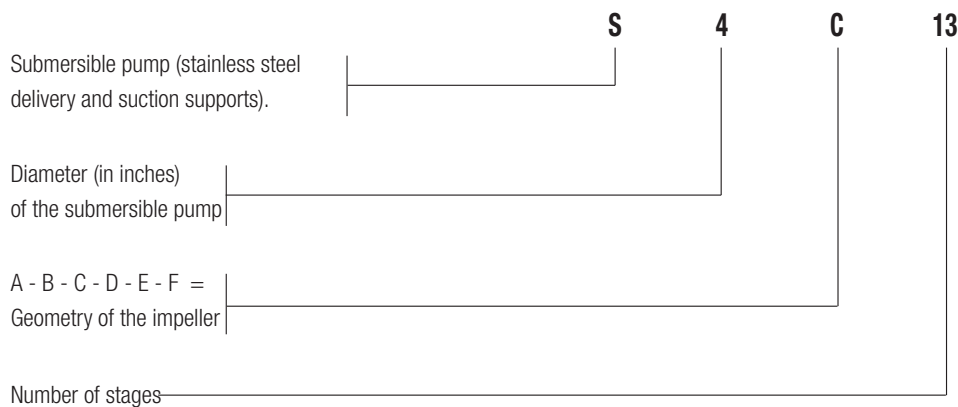 S 4 C 13
Submersible pump (stainless steel
delivery and suction supports).
Diameter (in inches)
of the submersible pump
A - B - C - D - E - F =
Geometry of the impeller
Number of stages